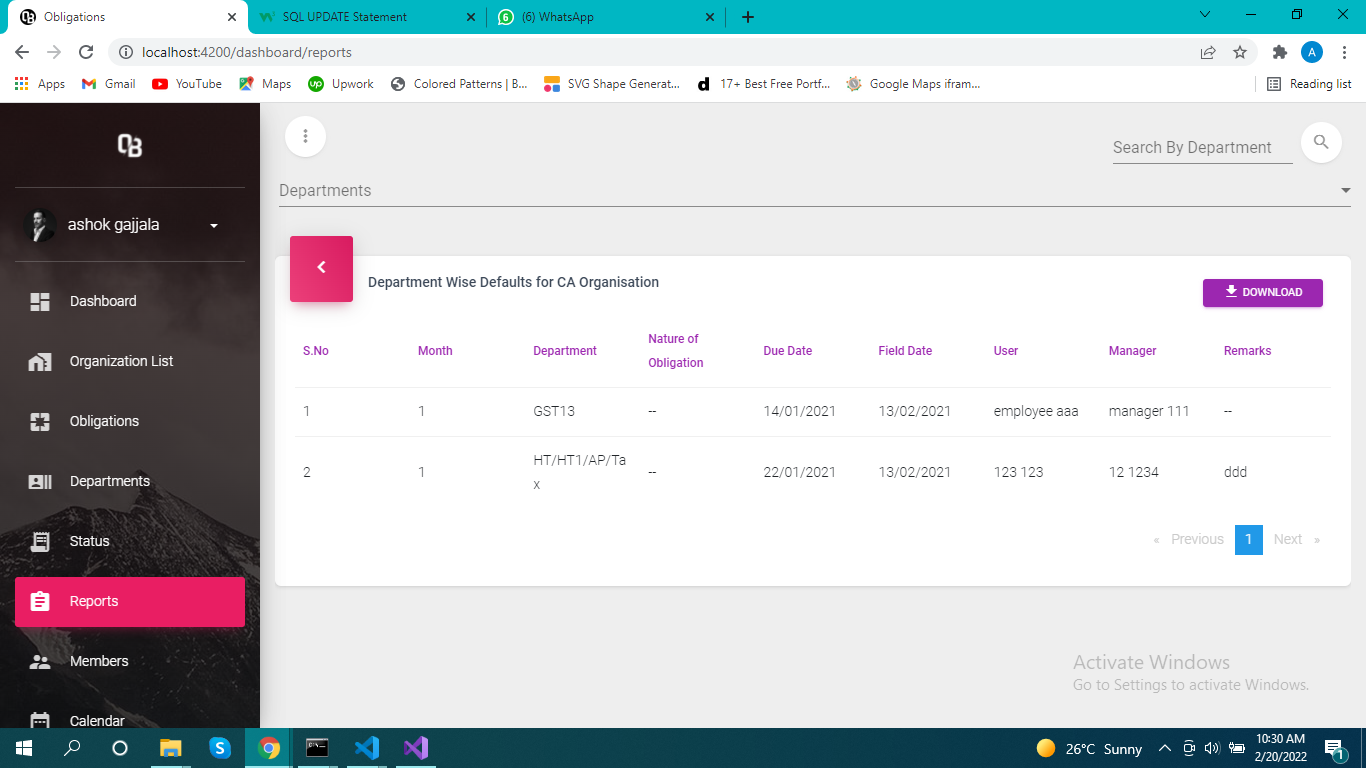 Obligations
SQL UPDATE Statement
(6) WhatsApp
localhost:4200/dashboard/reports
A
Apps
Gmail
YouTube
Maps
Upwork
Colored Patterns | B...
SVG Shape Generat...
17+ Best Free Portf...
Google Maps ifram...
Reading list
OB
ashok gajjala
Dashboard
Organization List
Obligations
Departments
Status
Reports
Members
Calendar
Search By Department
Departments
Department Wise Defaults for CA Organisation
DOWNLOAD
S.No Month Department Nature of Obligation Due Date Field Date User Manager Remarks
1 1 GST13 -- 14/01/2021 13/02/2021 employee aaa manager 111 --
2 1 HT/HT1/AP/Tax -- 22/01/2021 13/02/2021 123 123 12 1234 ddd
« Previous 1 Next »
Activate Windows
Go to Settings to activate Windows.
26°C Sunny
10:30 AM
2/20/2022
1